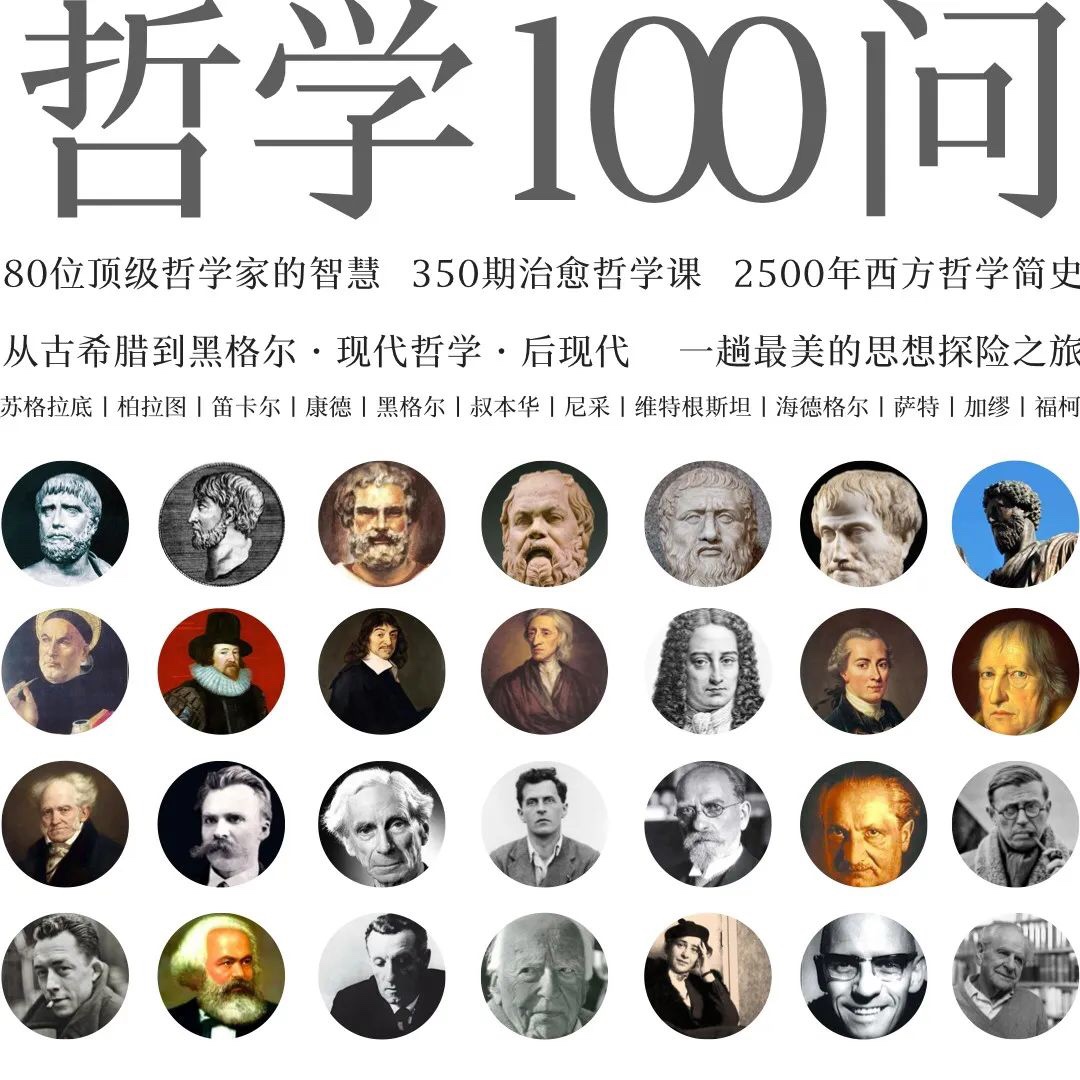 哲学100问
80位顶级哲学家的智慧 350期治愈哲学课 2500年西方哲学简史
从古希腊到黑格尔·现代哲学·后现代 一趟最美的思想探险之旅
苏格拉底 | 柏拉图 | 笛卡尔 | 康德 | 黑格尔 | 叔本华 | 尼采 | 维特根斯坦 | 海德格尔 | 萨特 | 加缪 | 福柯